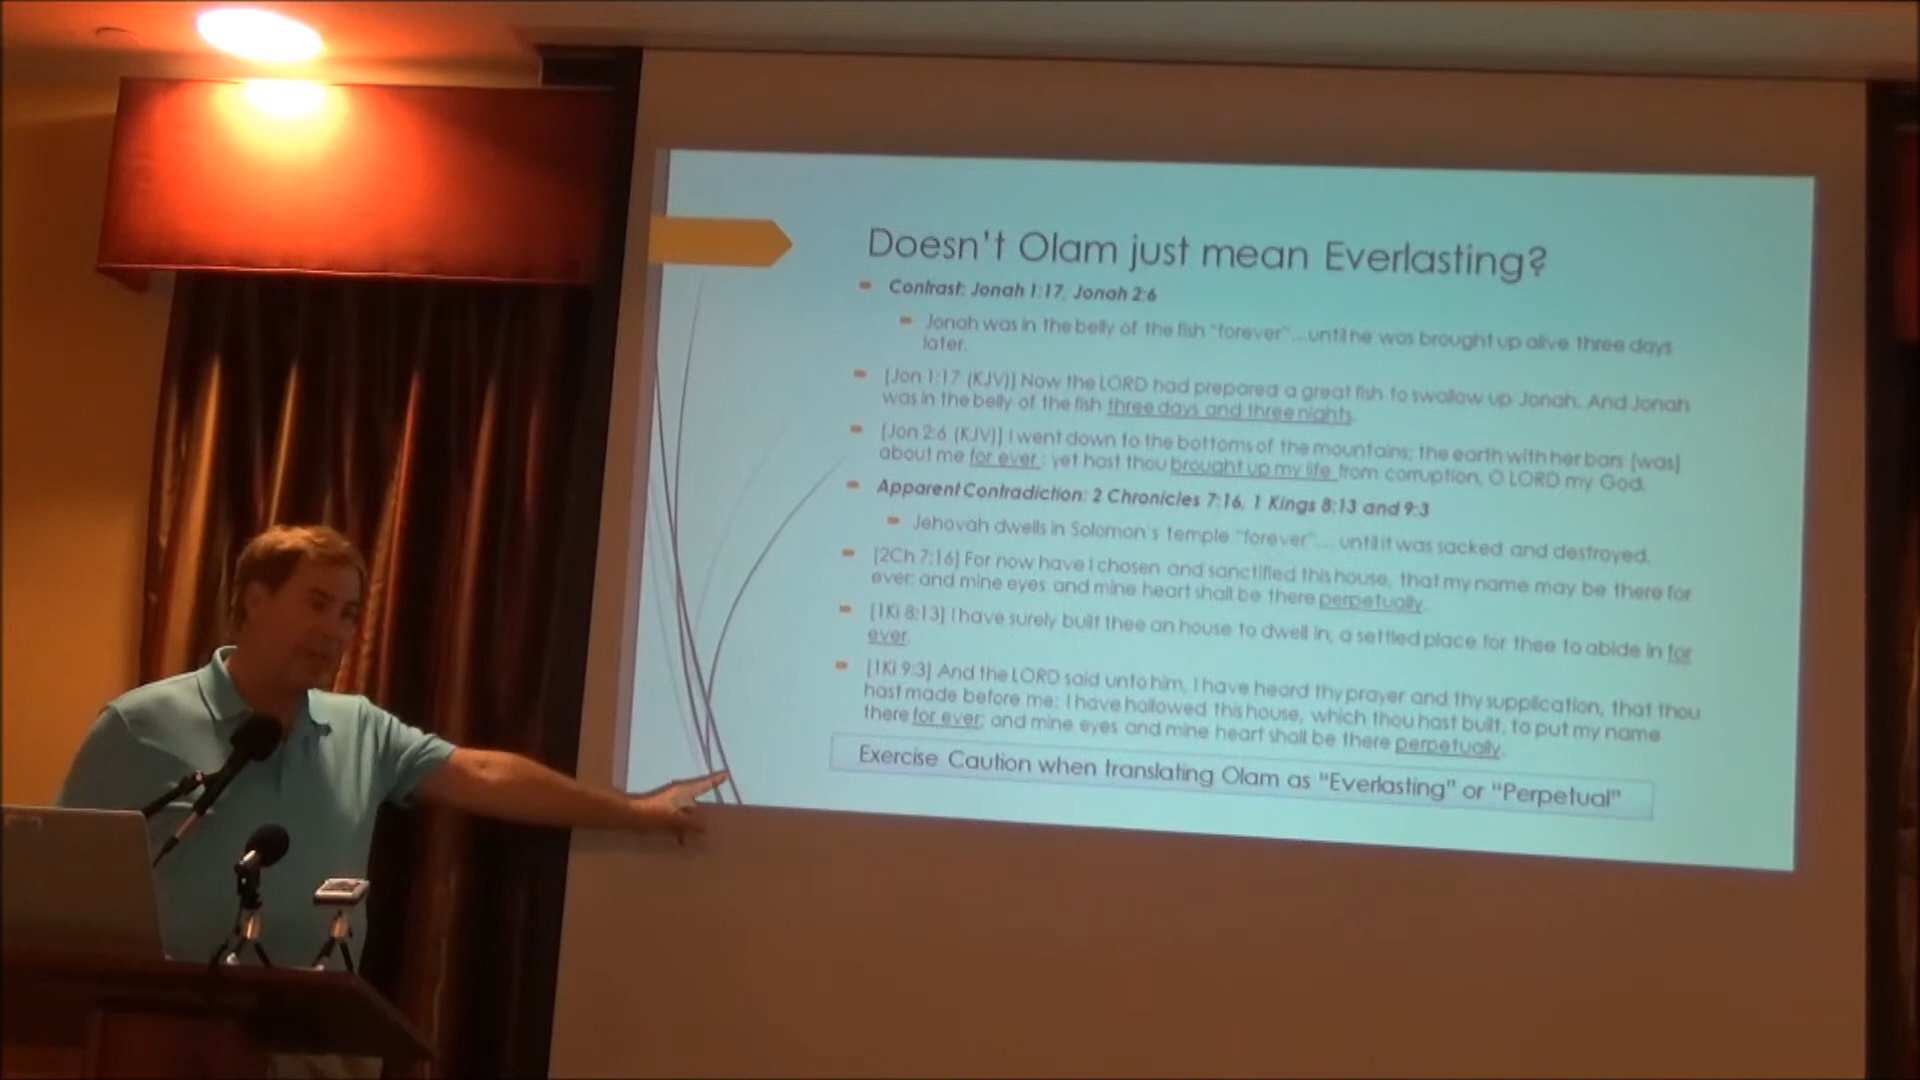 Doesn't Olam just mean Everlasting?
Contrast: Jonah 1:17, Jonah 2:6
Jonah was in the belly of the fish "forever"...until he was brought up alive three days
later.
[Jon 1:17 (KJV)] Now the LORD had prepared a great fish to swallow up Jonah. And Jonah
was in the belly of the fish three days and three nights.
[Jon 2:6 (KJV)] I went down to the bottoms of the mountains; the earth with her bars [was]
about me for ever : yet hast thou brought up my life from corruption, O LORD my God.
Apparent Contradiction: 2 Chronicles 7:16, 1 Kings 8:13 and 9:3
Jehovah dwells in Solomon's temple "forever"... until it was sacked and destroyed.
[2Ch 7:16] For now have I chosen and sanctified this house, that my name may be there for
ever: and mine eyes and mine heart shall be there perpetually.
[1Ki 8:13] I have surely built thee an house to dwell in, a settled place for thee to abide in for
ever.
[1Ki 9:3] And the LORD said unto him, I have heard thy prayer and thy supplication, that thou
hast made before me: I have hallowed this house, which thou hast built, to put my name
there for ever; and mine eyes and mine heart shall be there perpetually.
Exercise Caution when translating Olam as "Everlasting" or "Perpetual"